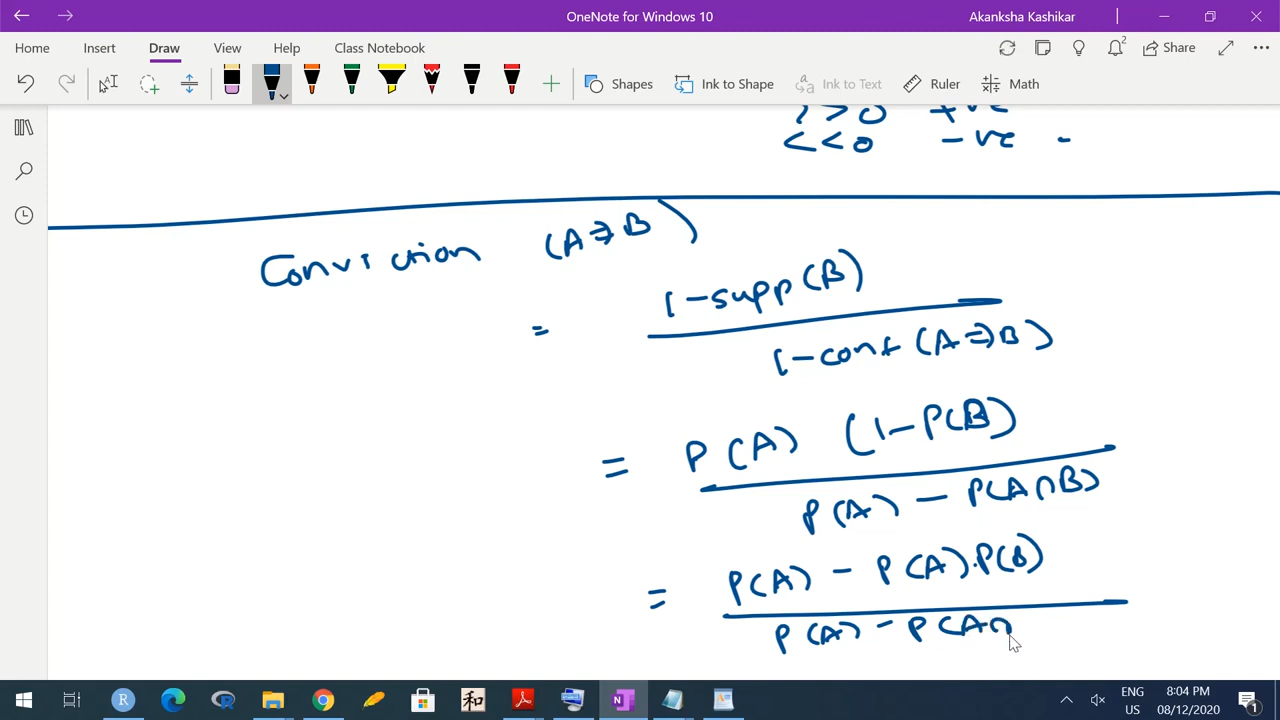 OneNote for Windows 10
Akanksha Kashikar
Home Insert Draw View Help Class Notebook
2
Share
Shapes
Ink to Shape
Ink to Text
Ruler
Math
> 0 +ve
< < 0 -ve -
Conviction (A⇒B)
= 1-supp(B)
1-conf(A⇒B)
= P(A) (1-P(B)
P(A) - P(A∩B)
= P(A) - P(A).P(B)
P(A) - P(A∩
ENG
US
8:04 PM
08/12/2020
1